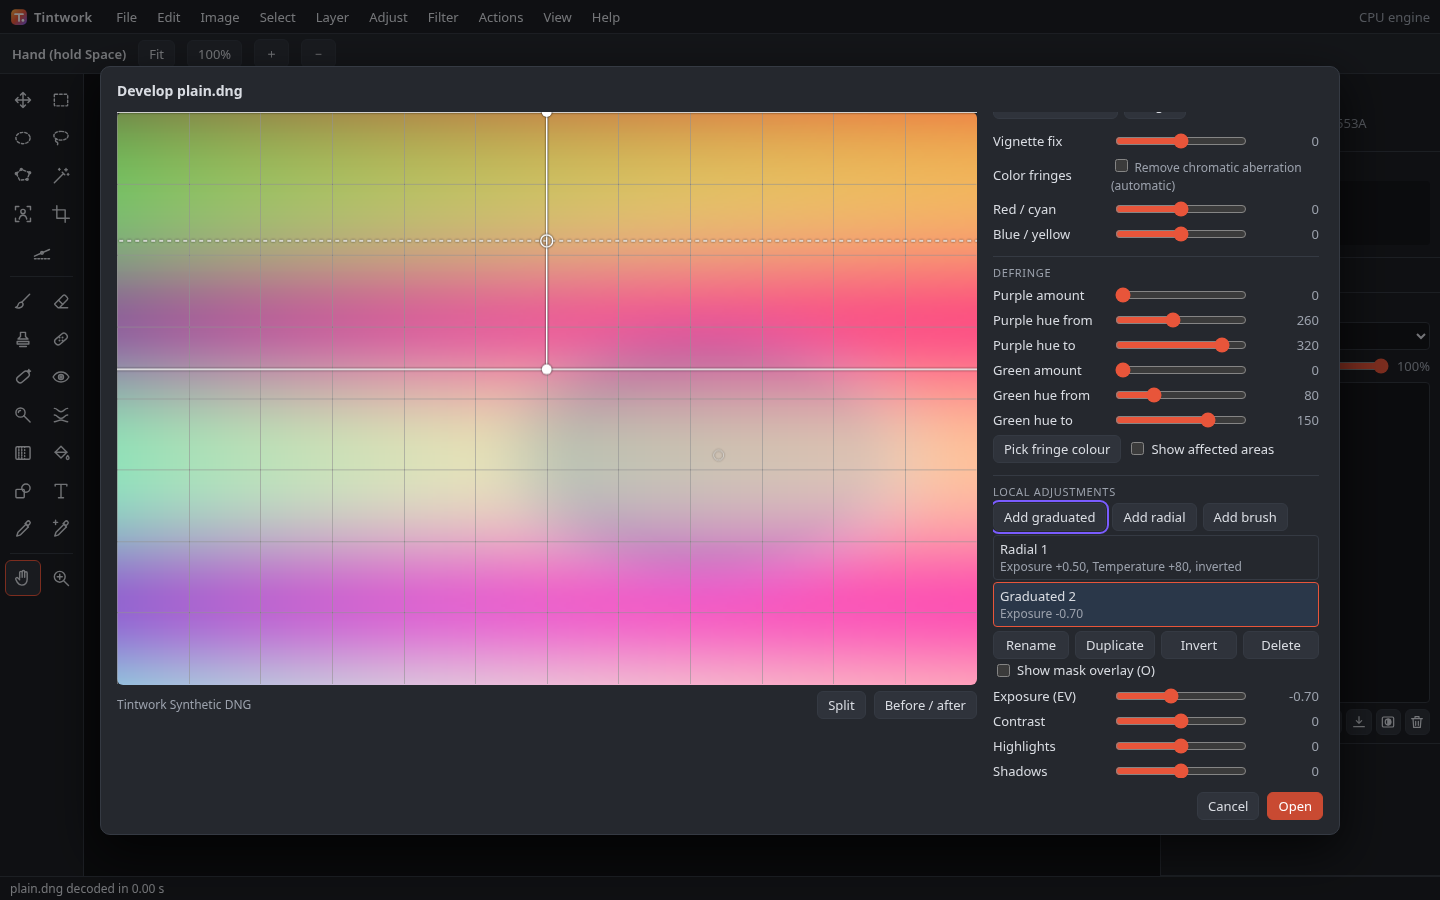 Tintwork File Edit Image Select Layer Adjust Filter Actions View Help CPU engine
Hand (hold Space) Fit 100% + −
Develop plain.dng
553A
Vignette fix 0
Color fringes Remove chromatic aberration
(automatic)
Red / cyan 0
Blue / yellow 0
DEFRINGE
Purple amount 0
Purple hue from 260
Purple hue to 320
Green amount 0
100%
Green hue from 80
Green hue to 150
Pick fringe colour Show affected areas
LOCAL ADJUSTMENTS
Add graduated Add radial Add brush
Radial 1
Exposure +0.50, Temperature +80, inverted
Graduated 2
Exposure -0.70
Rename Duplicate Invert Delete
Show mask overlay (O)
Exposure (EV) -0.70
Tintwork Synthetic DNG Split Before / after
Contrast 0
Highlights 0
Shadows 0
Cancel Open
plain.dng decoded in 0.00 s